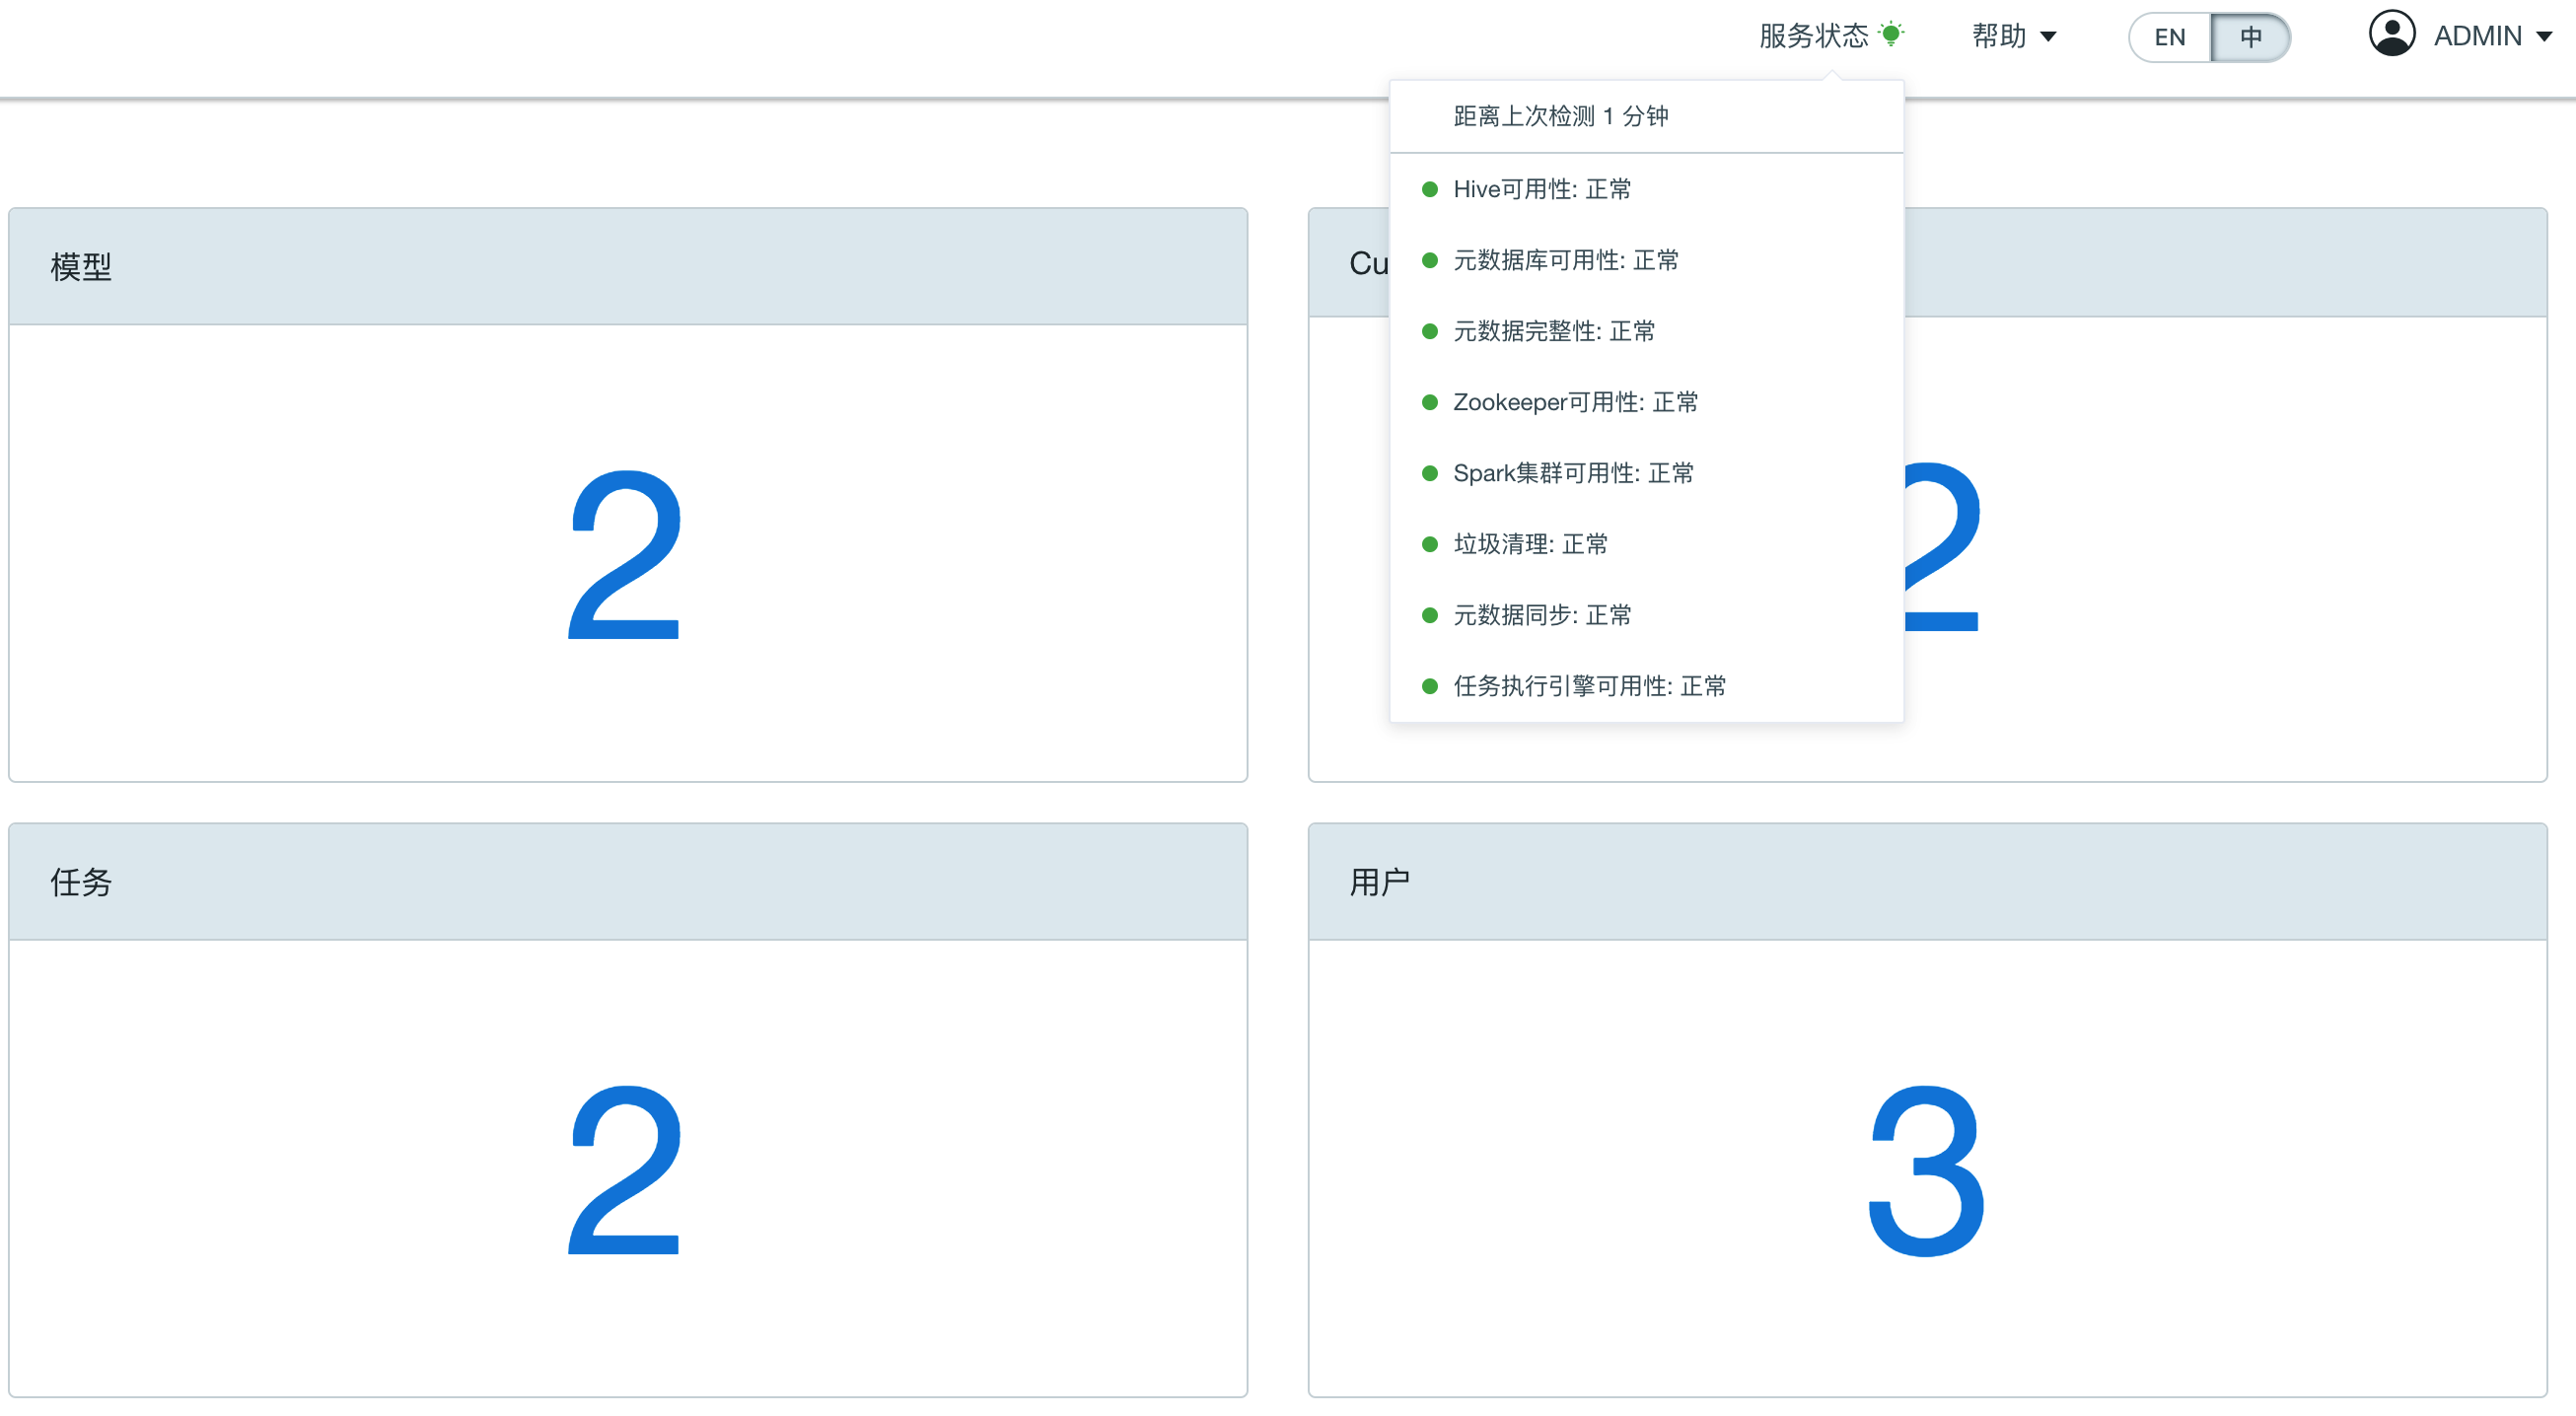 服务状态 帮助 EN 中 ADMIN
距离上次检测 1 分钟
Hive可用性: 正常
元数据库可用性: 正常
元数据完整性: 正常
Zookeeper可用性: 正常
Spark集群可用性: 正常
垃圾清理: 正常
元数据同步: 正常
任务执行引擎可用性: 正常
模型
2
Cu
2
任务
2
用户
3